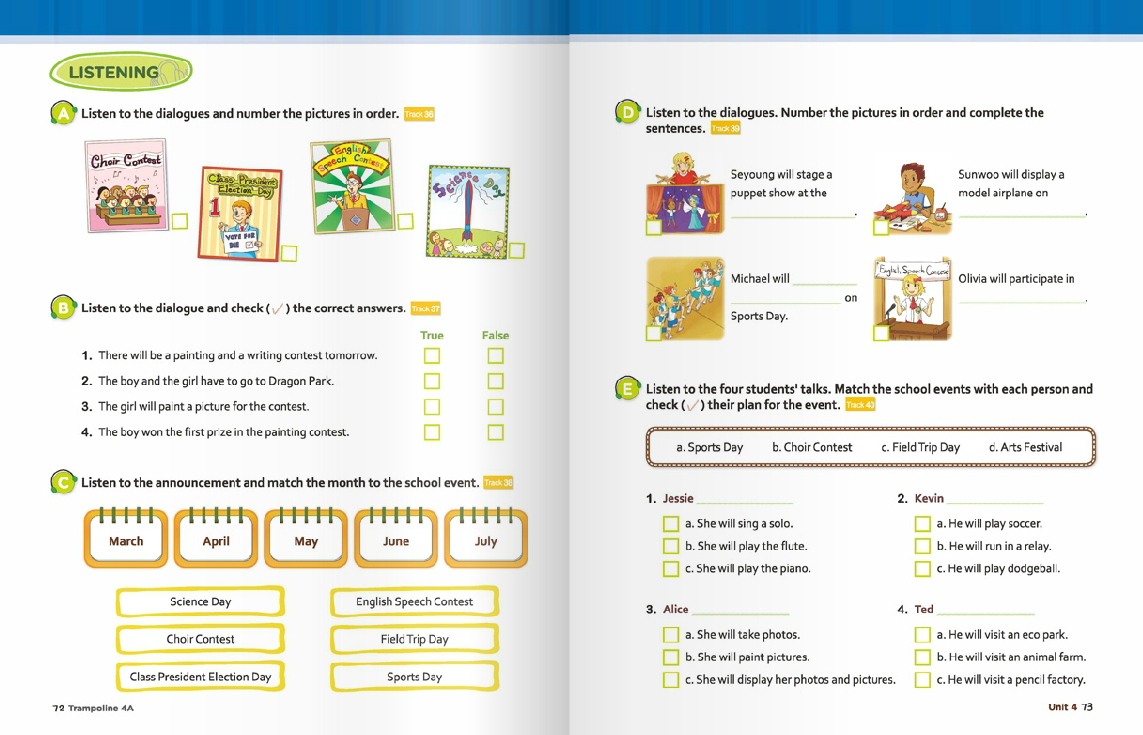 LISTENING
A Listen to the dialogues and number the pictures in order. Track 36
Choir Contest
Class President
Election Day
1
VOTE FOR
English
Speech Contest
Science Day
B Listen to the dialogue and check ( ✓ ) the correct answers. Track 37
True False
1. There will be a painting and a writing contest tomorrow.
2. The boy and the girl have to go to Dragon Park.
3. The girl will paint a picture for the contest.
4. The boy won the first prize in the painting contest.
C Listen to the announcement and match the month to the school event. Track 38
March April May June July
Science Day English Speech Contest
Choir Contest Field Trip Day
Class President Election Day Sports Day
72 Trampoline 4A
D Listen to the dialogues. Number the pictures in order and complete the
sentences. Track 39
Seyoung will stage a
puppet show at the
.
Sunwoo will display a
model airplane on
.
Michael will
on
Sports Day.
English Speech Contest
Olivia will participate in
.
E Listen to the four students' talks. Match the school events with each person and
check ( ✓ ) their plan for the event. Track 40
a. Sports Day b. Choir Contest c. Field Trip Day d. Arts Festival
1. Jessie
a. She will sing a solo.
b. She will play the flute.
c. She will play the piano.
2. Kevin
a. He will play soccer.
b. He will run in a relay.
c. He will play dodgeball.
3. Alice
a. She will take photos.
b. She will paint pictures.
c. She will display her photos and pictures.
4. Ted
a. He will visit an eco park.
b. He will visit an animal farm.
c. He will visit a pencil factory.
Unit 4 73